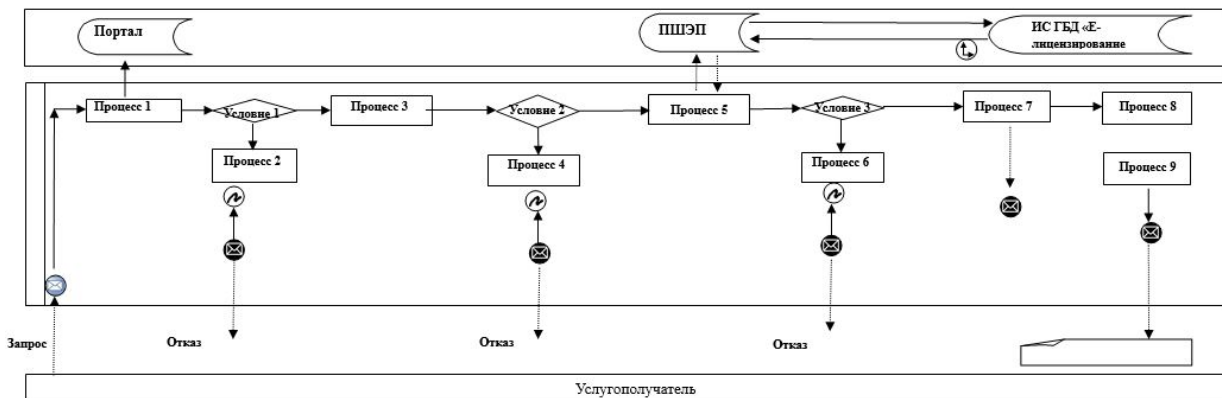 Портал
ПШЭП
ИС ГБД «Е-
лицензирование
Процесс 1
Условие 1
Процесс 3
Условие 2
Процесс 5
Условие 3
Процесс 7
Процесс 8
Процесс 2
Процесс 4
Процесс 6
Процесс 9
Запрос
Отказ
Отказ
Отказ
Услугополучатель